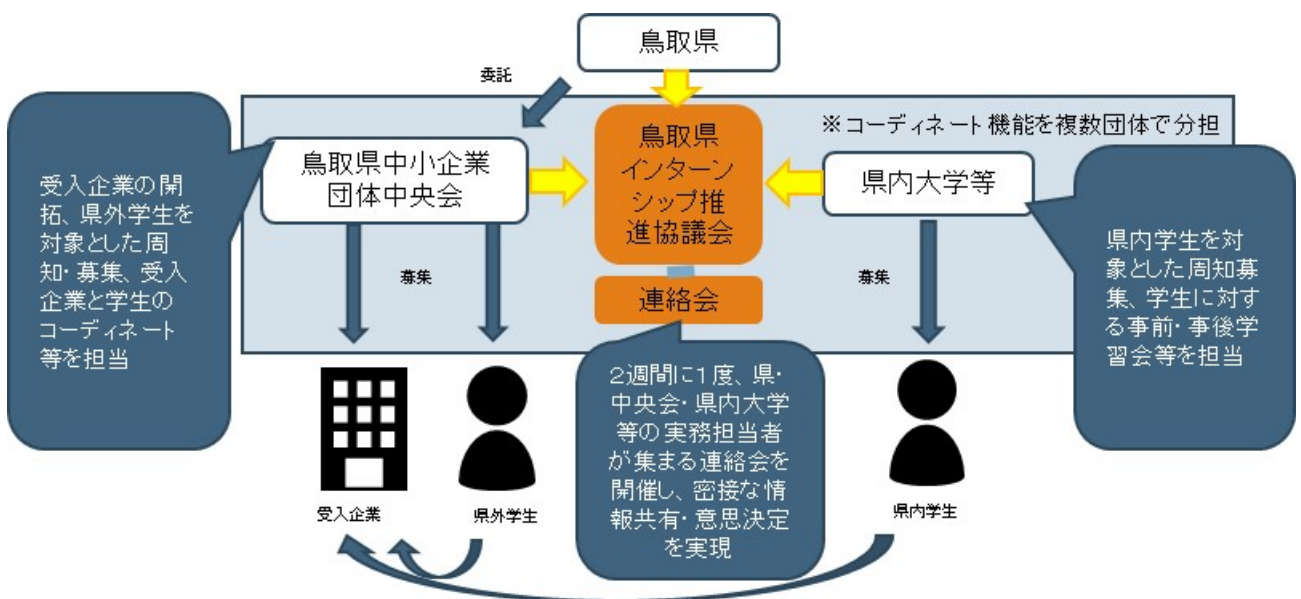 鳥取県
委託
※コーディネート機能を複数団体で分担
鳥取県中小企業
団体中央会
鳥取県
インターン
シップ推
進協議会
県内大学等
受入企業の開
拓、県外学生を
対象とした周
知・募集、受入
企業と学生の
コーディネート
等を担当
県内学生を対
象とした周知募
集、学生に対す
る事前・事後学
習会等を担当
募集
連絡会
募集
2週間に1度、県・
中央会・県内大学
等の実務担当者
が集まる連絡会を
開催し、密接な情
報共有・意思決定
を実現
受入企業
県外学生
県内学生